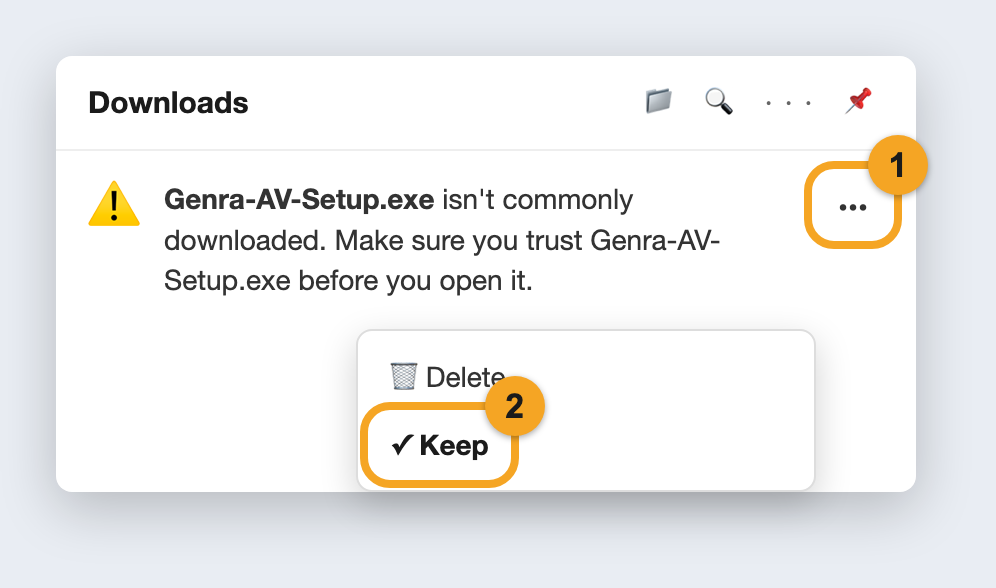 Downloads
1
Genra-AV-Setup.exe isn't commonly
downloaded. Make sure you trust Genra-AV-
Setup.exe before you open it.
Delete
2
Keep